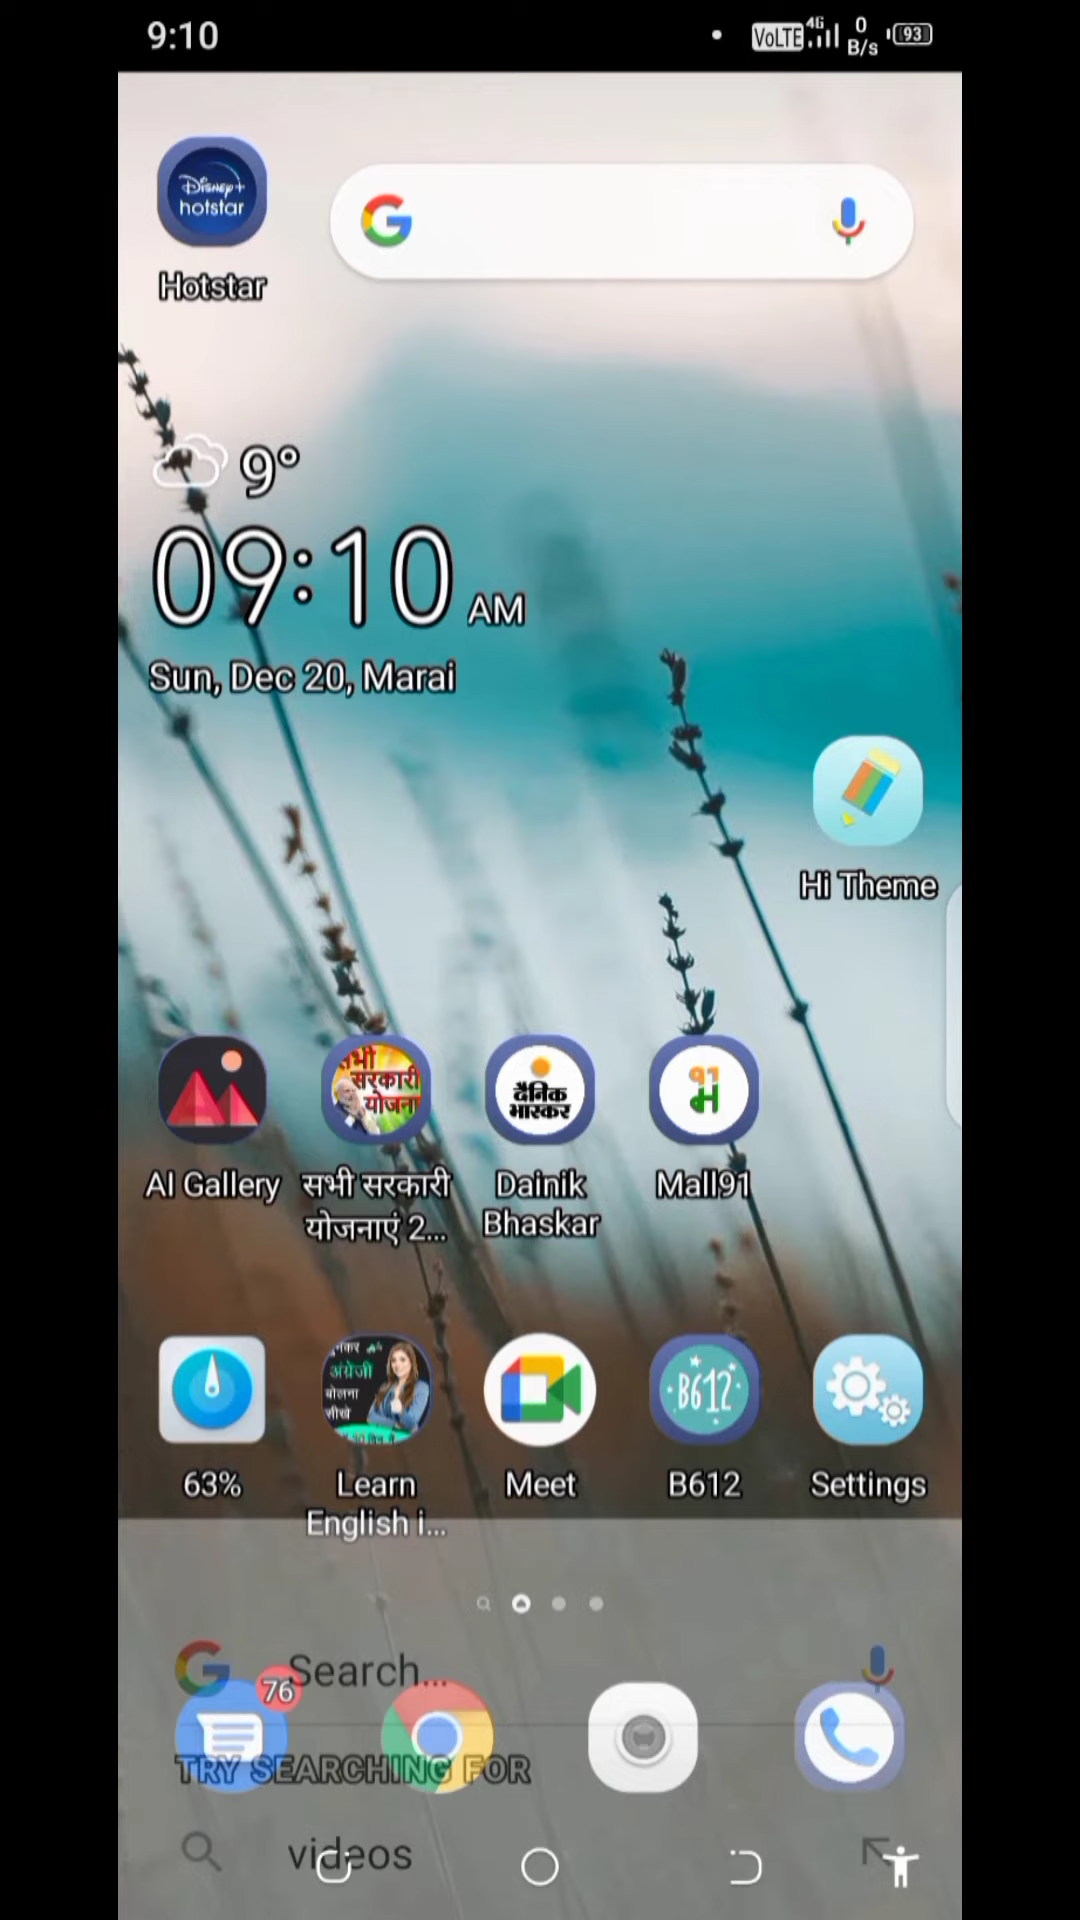 9:10
VoLTE 4G 0 B/s 93
Disney+ hotstar
Hotstar
9°
09:10 AM
Sun, Dec 20, Marai
Hi Theme
सभी
सरकारी
योजना
दैनिक
भास्कर
91
म
AI Gallery
सभी सरकारी
योजनाएं 2...
Dainik
Bhaskar
Mall91
अंग्रेजी
बोलना
सीखे
B612
63%
Learn
English i...
Meet
B612
Settings
Search...
76
TRY SEARCHING FOR
videos